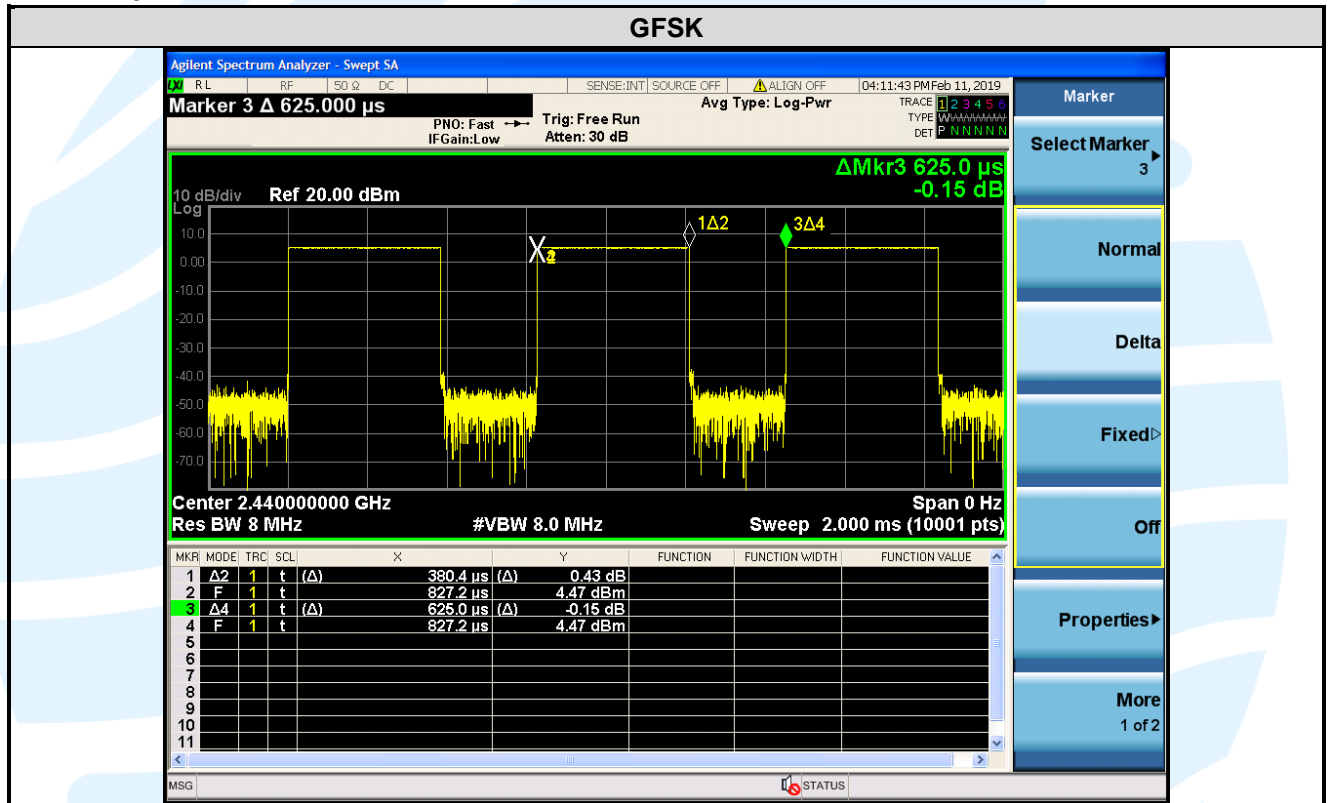 GFSK
Agilent Spectrum Analyzer - Swept SA
LXI RL RF 50 Ω DC SENSE:INT SOURCE OFF ⚠ALIGN OFF 04:11:43 PM Feb 11, 2019
Marker 3 Δ 625.000 µs
PNO: Fast
IFGain:Low
Trig: Free Run
Atten: 30 dB
Avg Type: Log-Pwr
TRACE 1 2 3 4 5 6
TYPE WWWWWW
DET P N N N N N
ΔMkr3 625.0 µs
-0.15 dB
10 dB/div Ref 20.00 dBm
Log
10.0
0.00
-10.0
-20.0
-30.0
-40.0
-50.0
-60.0
-70.0
1Δ2
3Δ4
Center 2.440000000 GHz Span 0 Hz
Res BW 8 MHz #VBW 8.0 MHz Sweep 2.000 ms (10001 pts)
MKR MODE TRC SCL X Y FUNCTION FUNCTION WIDTH FUNCTION VALUE
1 Δ2 1 t (Δ) 380.4 µs (Δ) 0.43 dB
2 F 1 t 827.2 µs 4.47 dBm
3 Δ4 1 t (Δ) 625.0 µs (Δ) -0.15 dB
4 F 1 t 827.2 µs 4.47 dBm
5
6
7
8
9
10
11
MSG STATUS
Marker
Select Marker
3
Normal
Delta
Fixed
Off
Properties
More
1 of 2